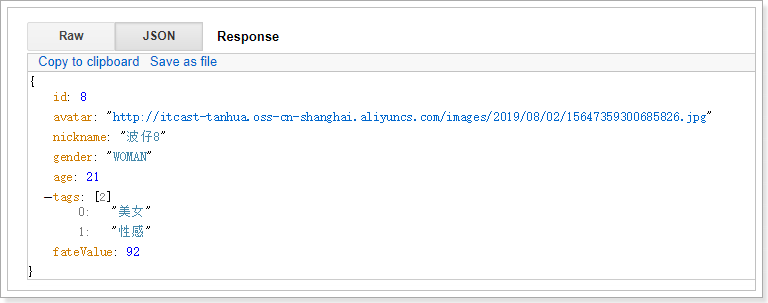 Raw JSON Response
Copy to clipboard Save as file
{
id: 8
avatar: "http://itcast-tanhua.oss-cn-shanghai.aliyuncs.com/images/2019/08/02/15647359300685826.jpg"
nickname: "波仔8"
gender: "WOMAN"
age: 21
−tags: [2]
0: "美女"
1: "性感"
fateValue: 92
}